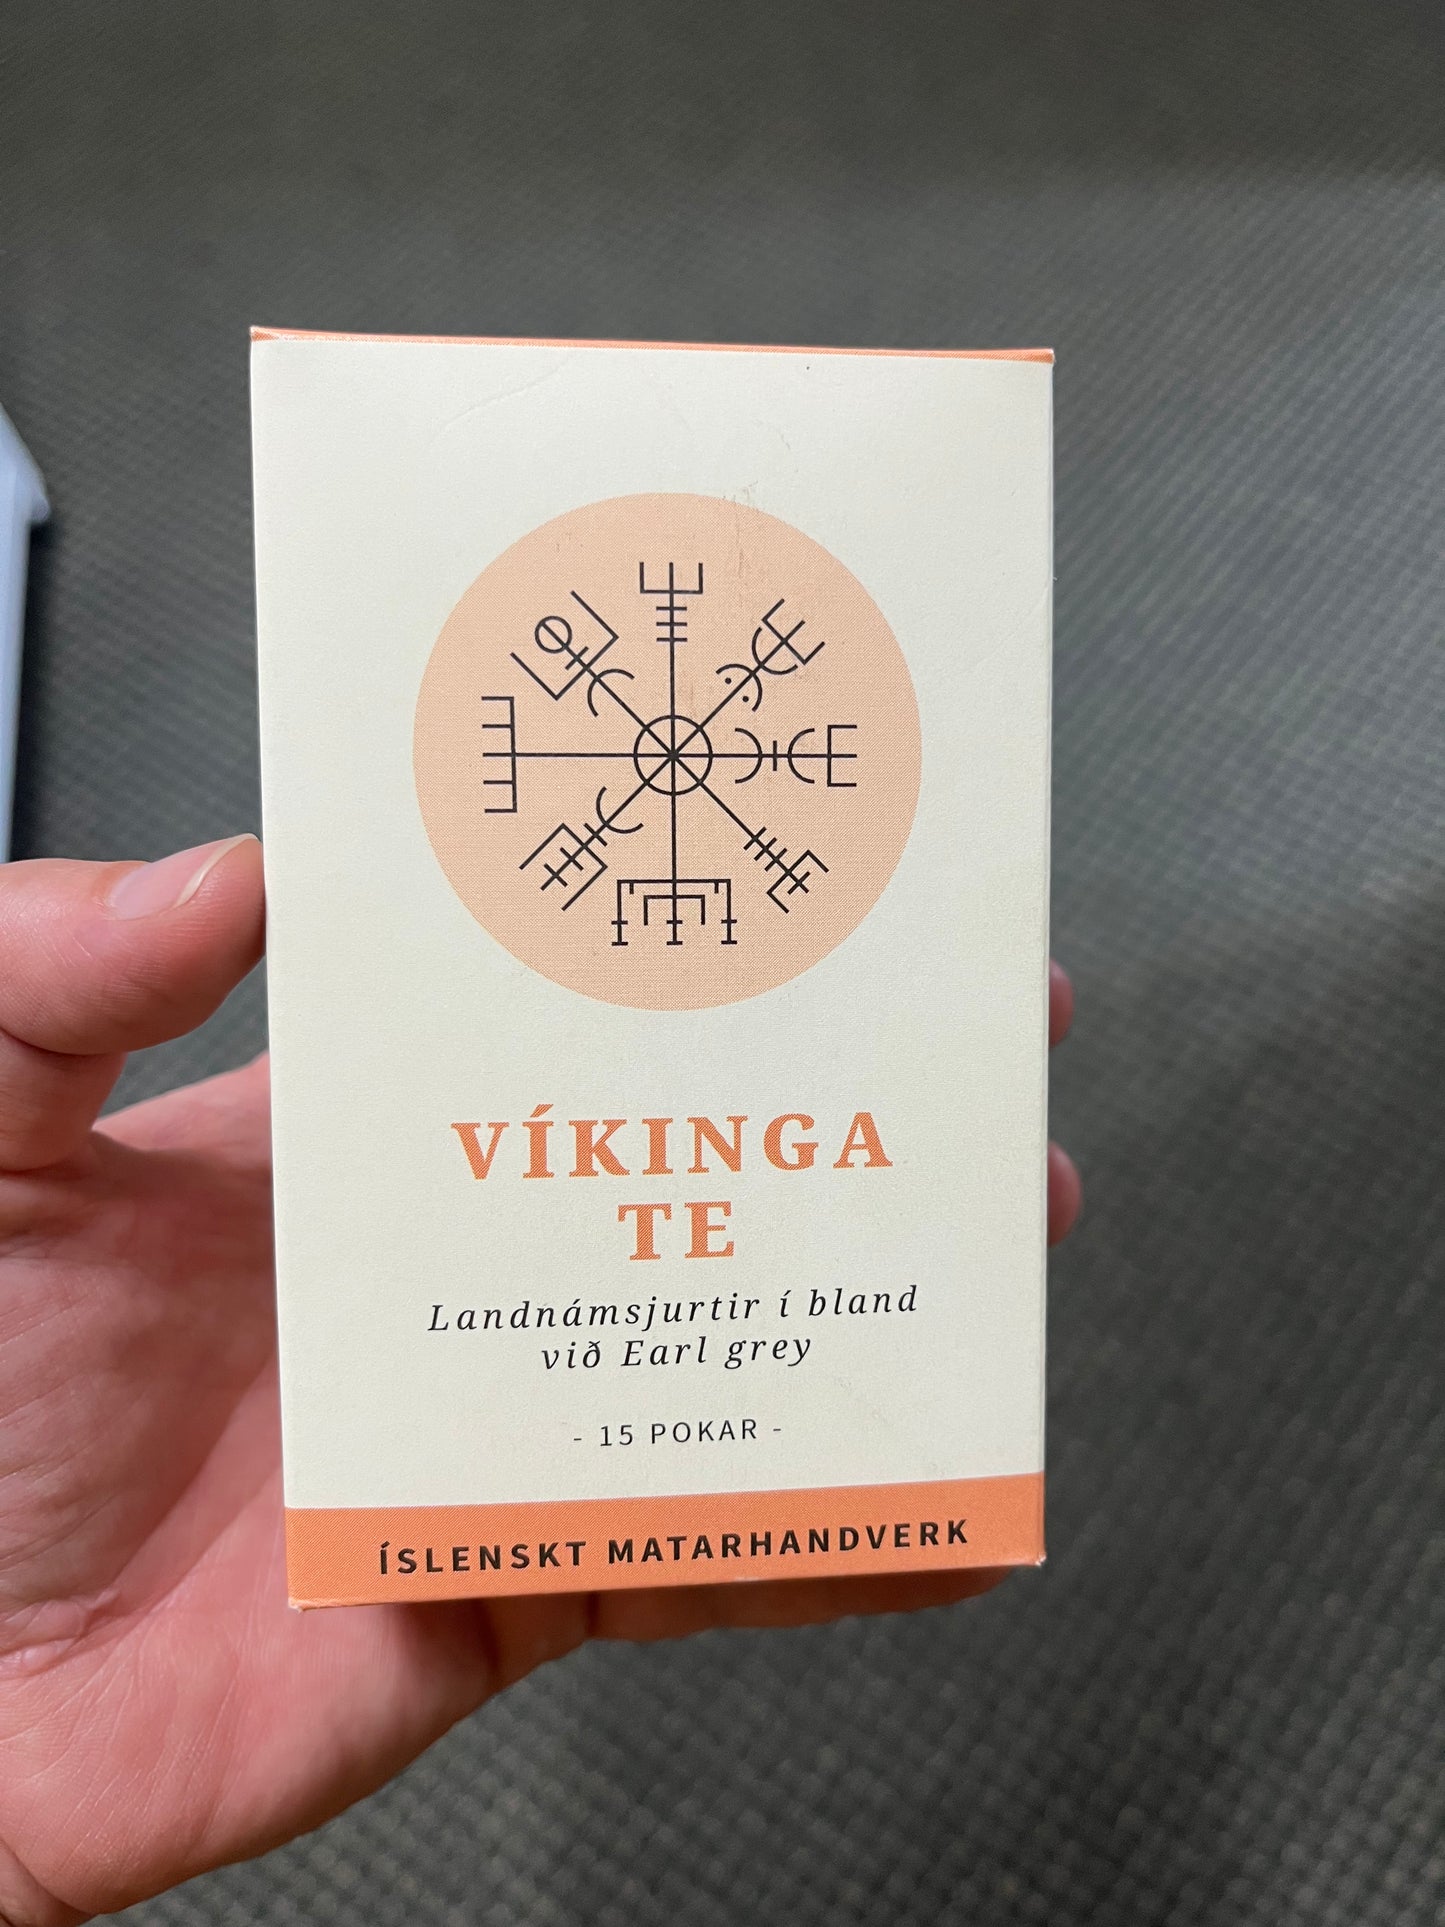 VÍKINGA
TE
Landnámsjurtir í bland
við Earl grey
- 15 POKAR -
ÍSLENSKT MATARHANDVERK